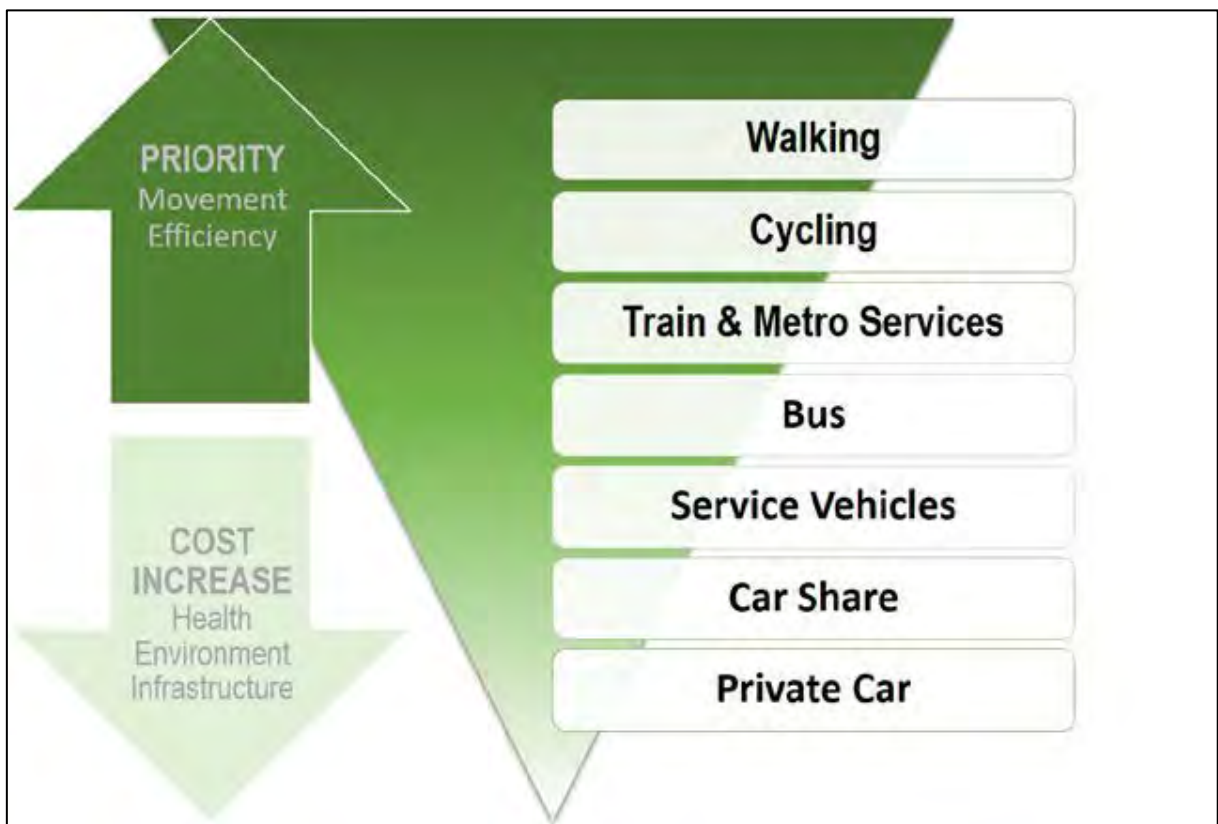 PRIORITY
Movement
Efficiency
COST
INCREASE
Health
Environment
Infrastructure
Walking
Cycling
Train & Metro Services
Bus
Service Vehicles
Car Share
Private Car